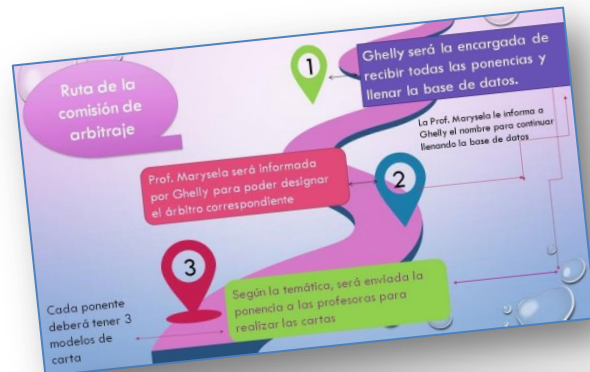 Ruta de la
comisión de
arbitraje
1
Ghelly será la encargada de
recibir todas las ponencias y
llenar la base de datos.
La Prof. Marysela le informa a
Ghelly el nombre para continuar
llenando la base de datos
Prof. Marysela será informada
por Ghelly para poder designar
el árbitro correspondiente
2
3
Según la temática, será enviada la
ponencia a las profesoras para
realizar las cartas
Cada ponente
deberá tener 3
modelos de
carta